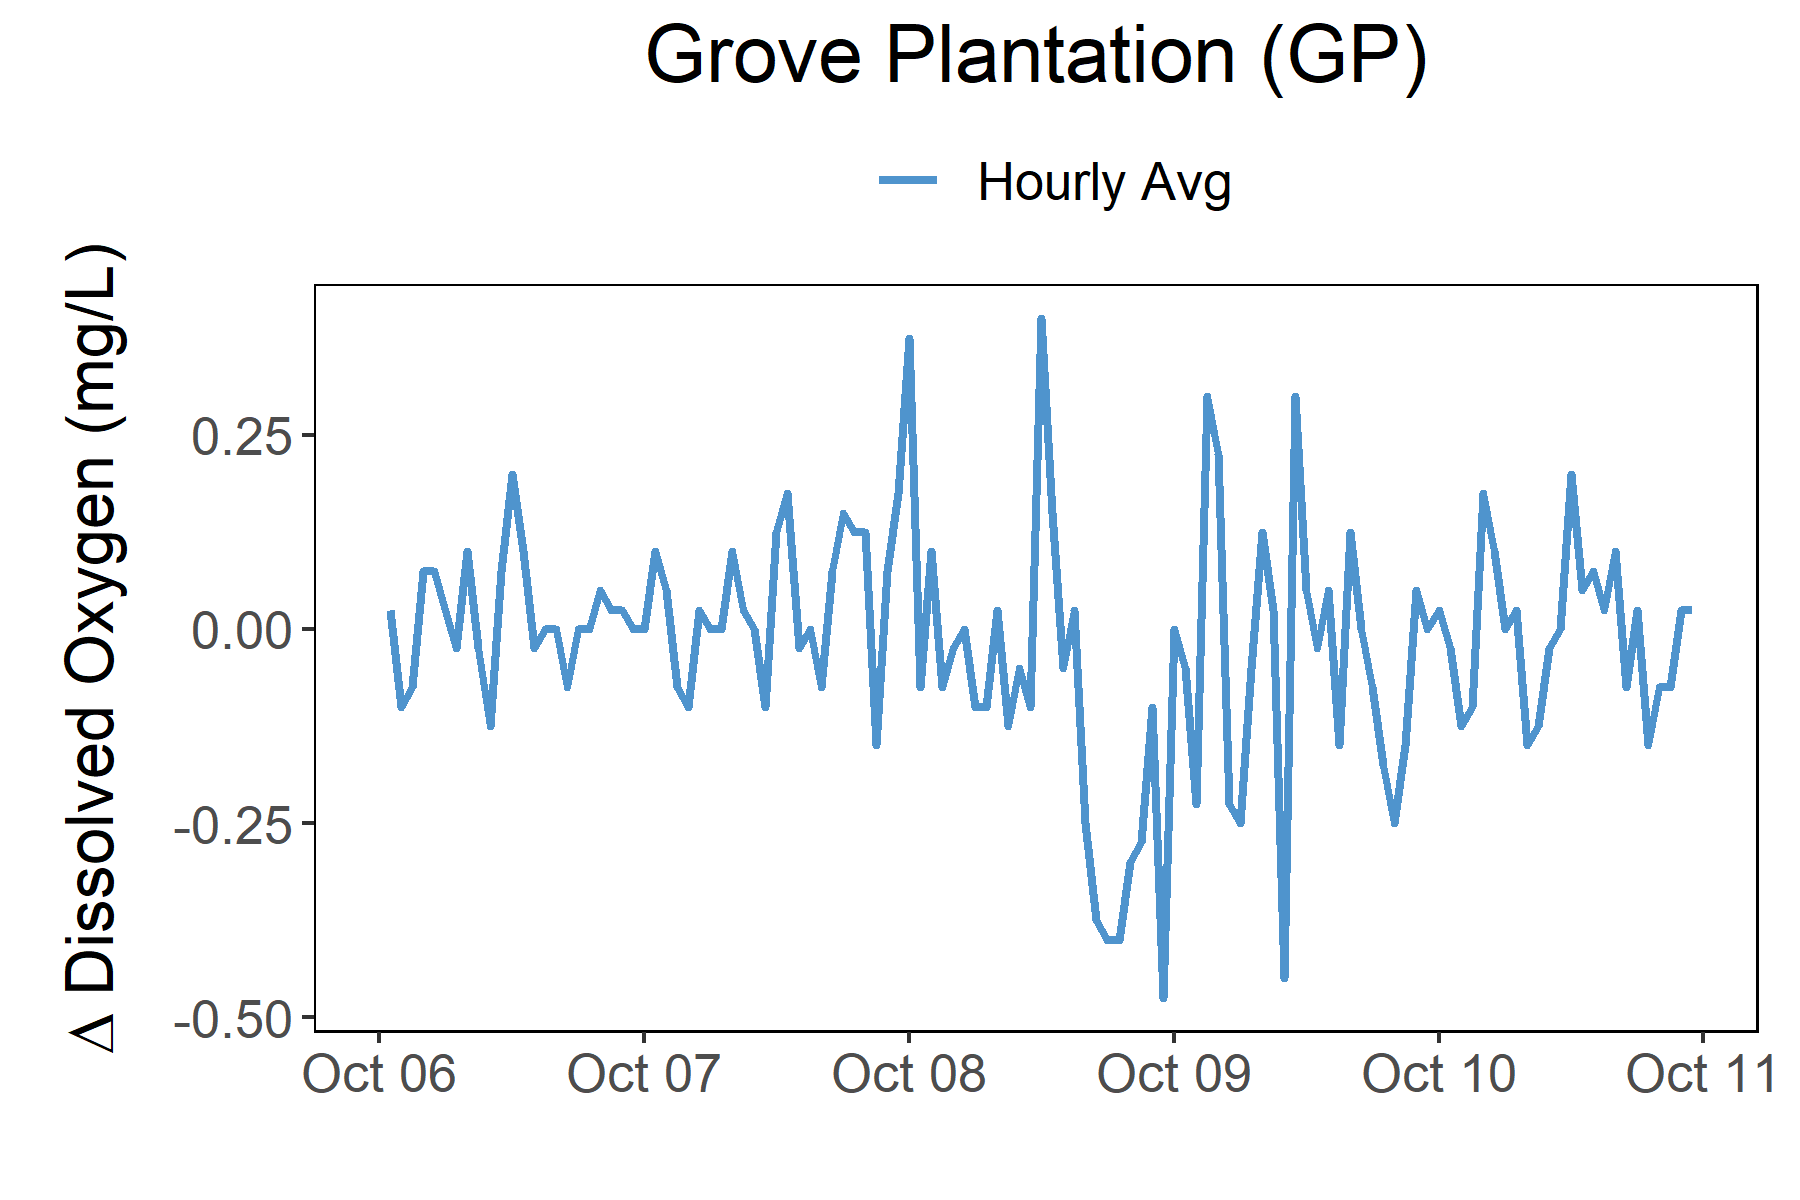 Grove Plantation (GP)
Hourly Avg
Δ Dissolved Oxygen (mg/L)
0.25
0.00
-0.25
-0.50
Oct 06 Oct 07 Oct 08 Oct 09 Oct 10 Oct 11